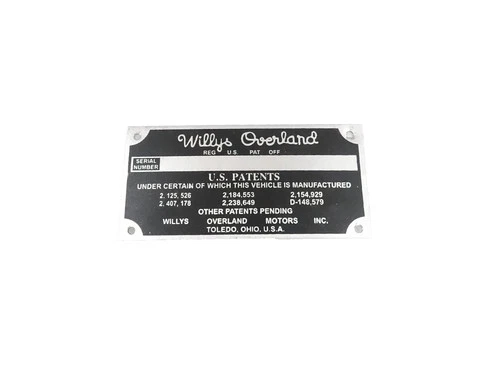 Willys Overland
REG U.S. PAT OFF
SERIAL
NUMBER
U.S. PATENTS
UNDER CERTAIN OF WHICH THIS VEHICLE IS MANUFACTURED
2. 125, 526 2,184,553 2,154,929
2. 407, 178 2,238,649 D-148,579
OTHER PATENTS PENDING
WILLYS OVERLAND MOTORS INC.
TOLEDO, OHIO, U.S.A.